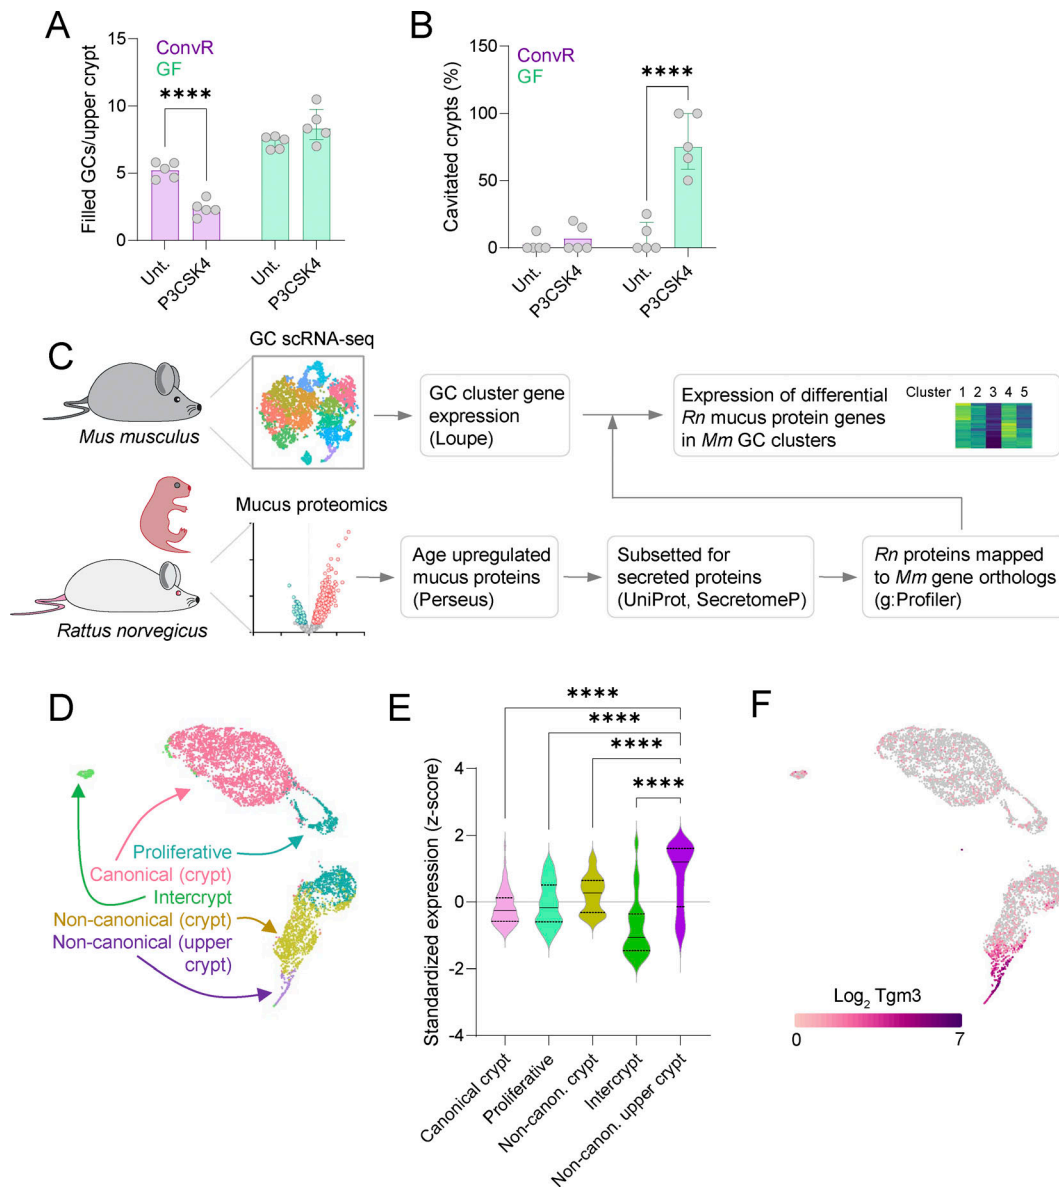 A
ConvR
GF
****
Filled GCs/upper crypt
15
10
5
0
Unt.
P3CSK4
Unt.
P3CSK4
B
ConvR
GF
****
Cavitated crypts (%)
150
100
50
0
Unt.
P3CSK4
Unt.
P3CSK4
C
Mus musculus
GC scRNA-seq
GC cluster gene
expression
(Loupe)
Expression of differential
Rn mucus protein genes
in Mm GC clusters
Cluster 1 2 3 4 5
Rattus norvegicus
Mucus proteomics
Age upregulated
mucus proteins
(Perseus)
Subsetted for
secreted proteins
(UniProt, SecretomeP)
Rn proteins mapped
to Mm gene orthologs
(g:Profiler)
D
Proliferative
Canonical (crypt)
Intercrypt
Non-canonical (crypt)
Non-canonical (upper
crypt)
E
****
****
****
****
Standardized expression (z-score)
4
2
0
-2
-4
Canonical crypt
Proliferative
Non-canon. crypt
Intercrypt
Non-canon. upper crypt
F
Log2 Tgm3
0
7